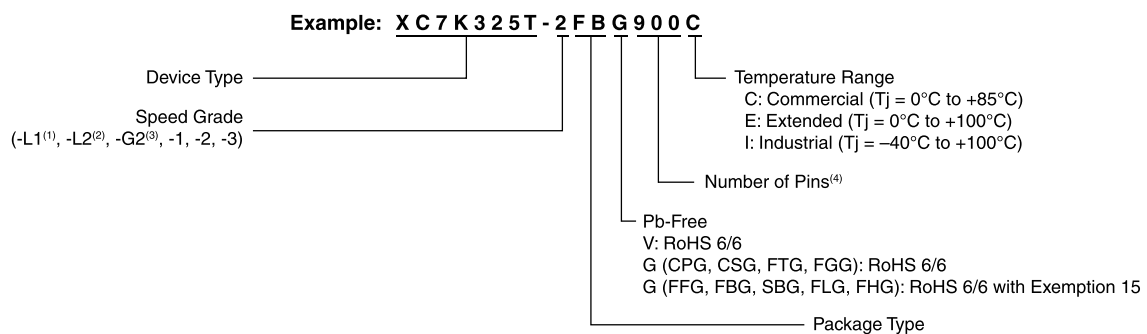 Example: XC7K325T-2FBG900C
Device Type
Temperature Range
C: Commercial (Tj = 0°C to +85°C)
E: Extended (Tj = 0°C to +100°C)
I: Industrial (Tj = –40°C to +100°C)
Speed Grade
(-L1(1), -L2(2), -G2(3), -1, -2, -3)
Number of Pins(4)
Pb-Free
V: RoHS 6/6
G (CPG, CSG, FTG, FGG): RoHS 6/6
G (FFG, FBG, SBG, FLG, FHG): RoHS 6/6 with Exemption 15
Package Type